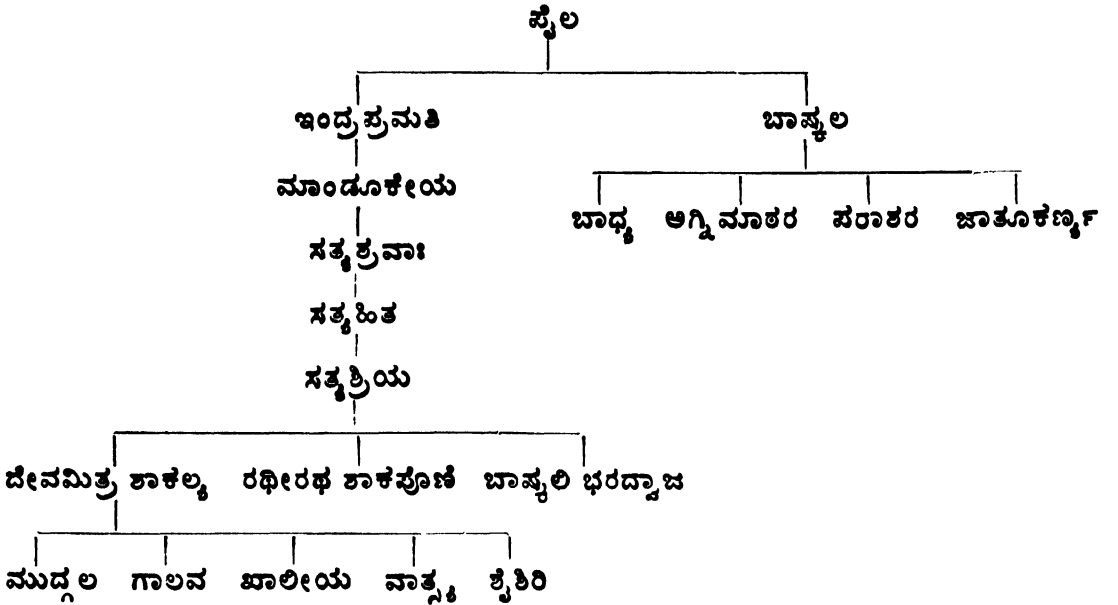 ಪೈಲ
ಇಂದ್ರಪ್ರಮತಿ ಬಾಷ್ಕಲ
ಮಾಂಡೂಕೇಯ
ಬಾಧ್ಯ ಅಗ್ನಿಮಾಠರ ಪರಾಶರ ಜಾತೂಕರ್ಣ್ಯ
ಸತ್ಯಶ್ರವಾಃ
ಸತ್ಯಹಿತ
ಸತ್ಯಶ್ರಿಯ
ದೇವಮಿತ್ರ ಶಾಕಲ್ಯ ರಥೀರಥ ಶಾಕಪೊಣಿ ಬಾಷ್ಕಲಿ ಭರದ್ವಾಜ
ಮುದ್ಗಲ ಗಾಲವ ಖಾಲೀಯ ವಾತ್ಸ್ಯ ಶೈಶಿರಿ